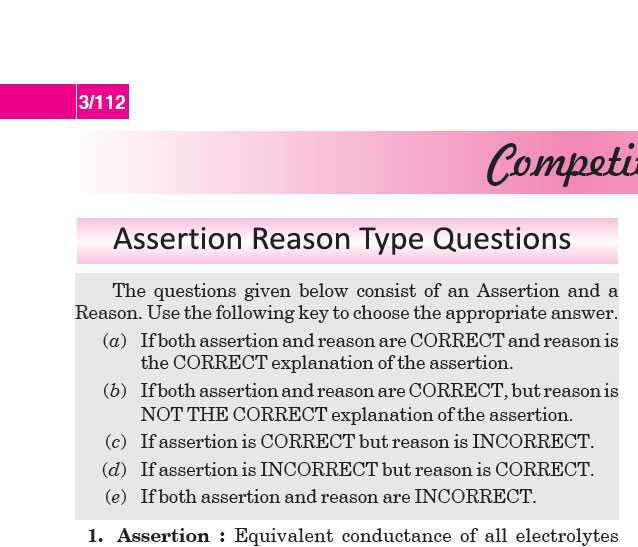 3/112
Assertion Reason Type Questions
The questions given below consist of an Assertion and a
Reason. Use the following key to choose the appropriate answer.
(a) If both assertion and reason are CORRECT and reason is
the CORRECT explanation of the assertion.
(b) If both assertion and reason are CORRECT, but reason is
NOT THE CORRECT explanation of the assertion.
(c) If assertion is CORRECT but reason is INCORRECT.
(d) If assertion is INCORRECT but reason is CORRECT.
(e) If both assertion and reason are INCORRECT.
1. Assertion : Equivalent conductance of all electrolytes